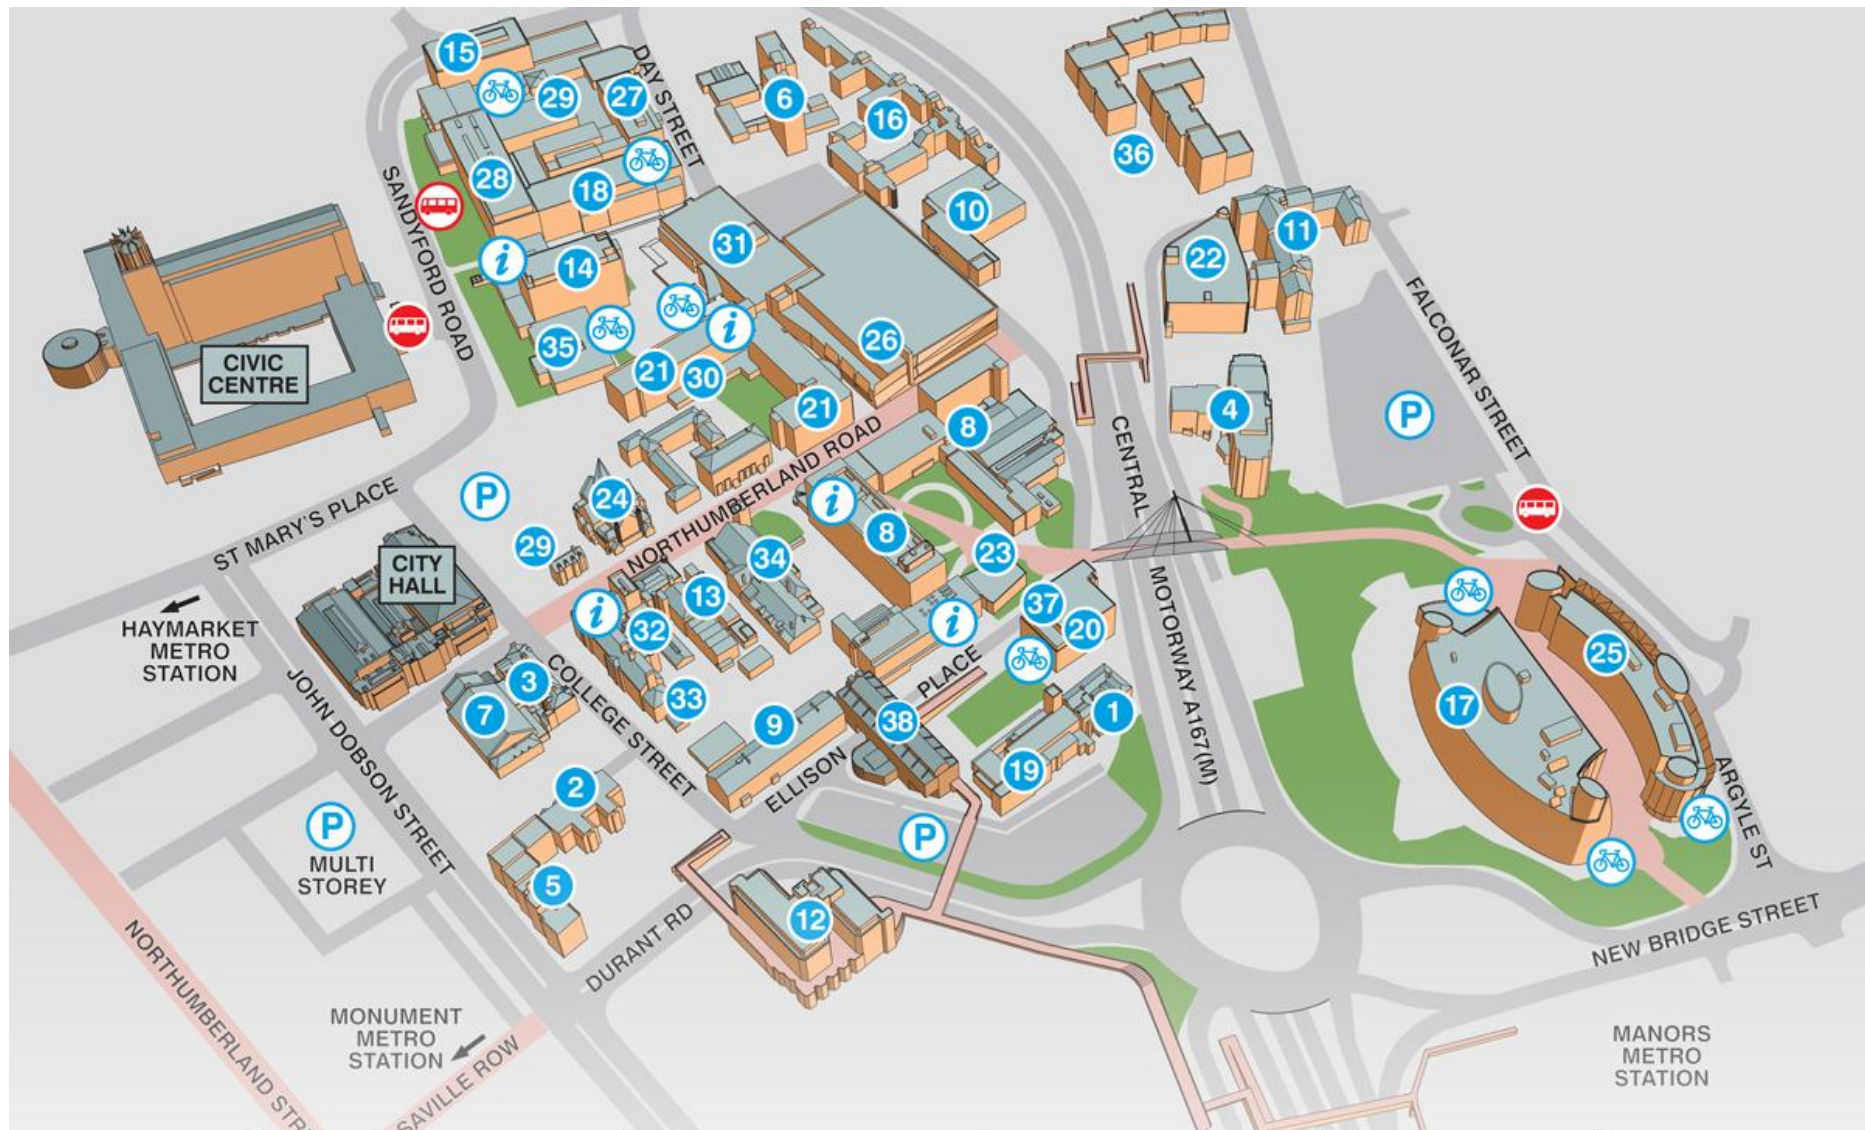 15
29
27
DAY STREET
6
16
36
28
18
10
11
SANDYFORD ROAD
31
22
i
14
CIVIC
CENTRE
35
i
26
FALCONAR STREET
21
30
21
8
4
P
CENTRAL
MOTORWAY A167(M)
ST MARY'S PLACE
P
24
NORTHUMBERLAND ROAD
i
8
29
34
23
CITY
HALL
HAYMARKET
METRO
STATION
i
32
13
i
37
20
25
17
JOHN DOBSON STREET
COLLEGE STREET
3
7
33
9
38
ELLISON PLACE
1
19
ARGYLE ST
2
P
MULTI
STOREY
P
5
12
DURANT RD
NEW BRIDGE STREET
NORTHUMBERLAND STR
MONUMENT
METRO
STATION
SAVILLE ROW
MANORS
METRO
STATION